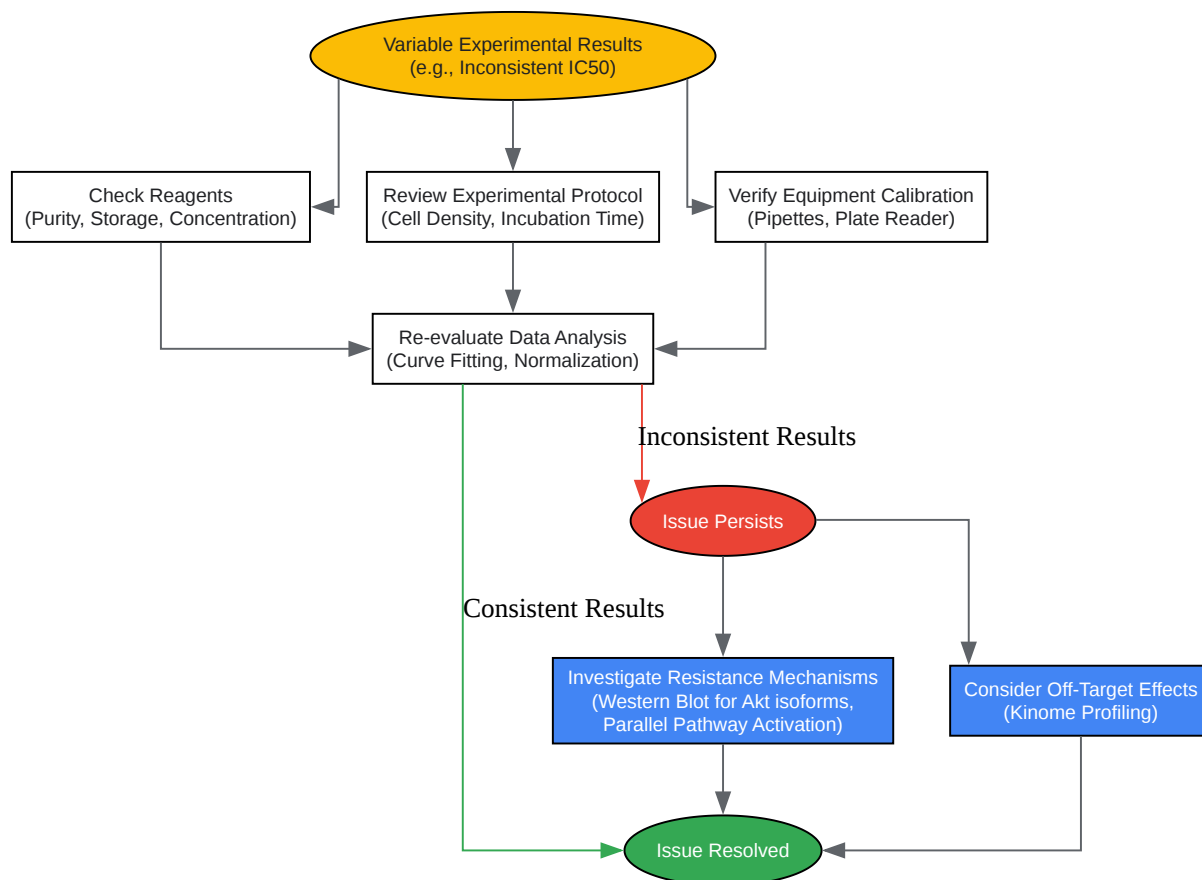 Variable Experimental Results
(e.g., Inconsistent IC50)
Check Reagents
(Purity, Storage, Concentration)
Review Experimental Protocol
(Cell Density, Incubation Time)
Verify Equipment Calibration
(Pipettes, Plate Reader)
Re-evaluate Data Analysis
(Curve Fitting, Normalization)
Inconsistent Results
Issue Persists
Consistent Results
Investigate Resistance Mechanisms
(Western Blot for Akt isoforms,
Parallel Pathway Activation)
Consider Off-Target Effects
(Kinome Profiling)
Issue Resolved